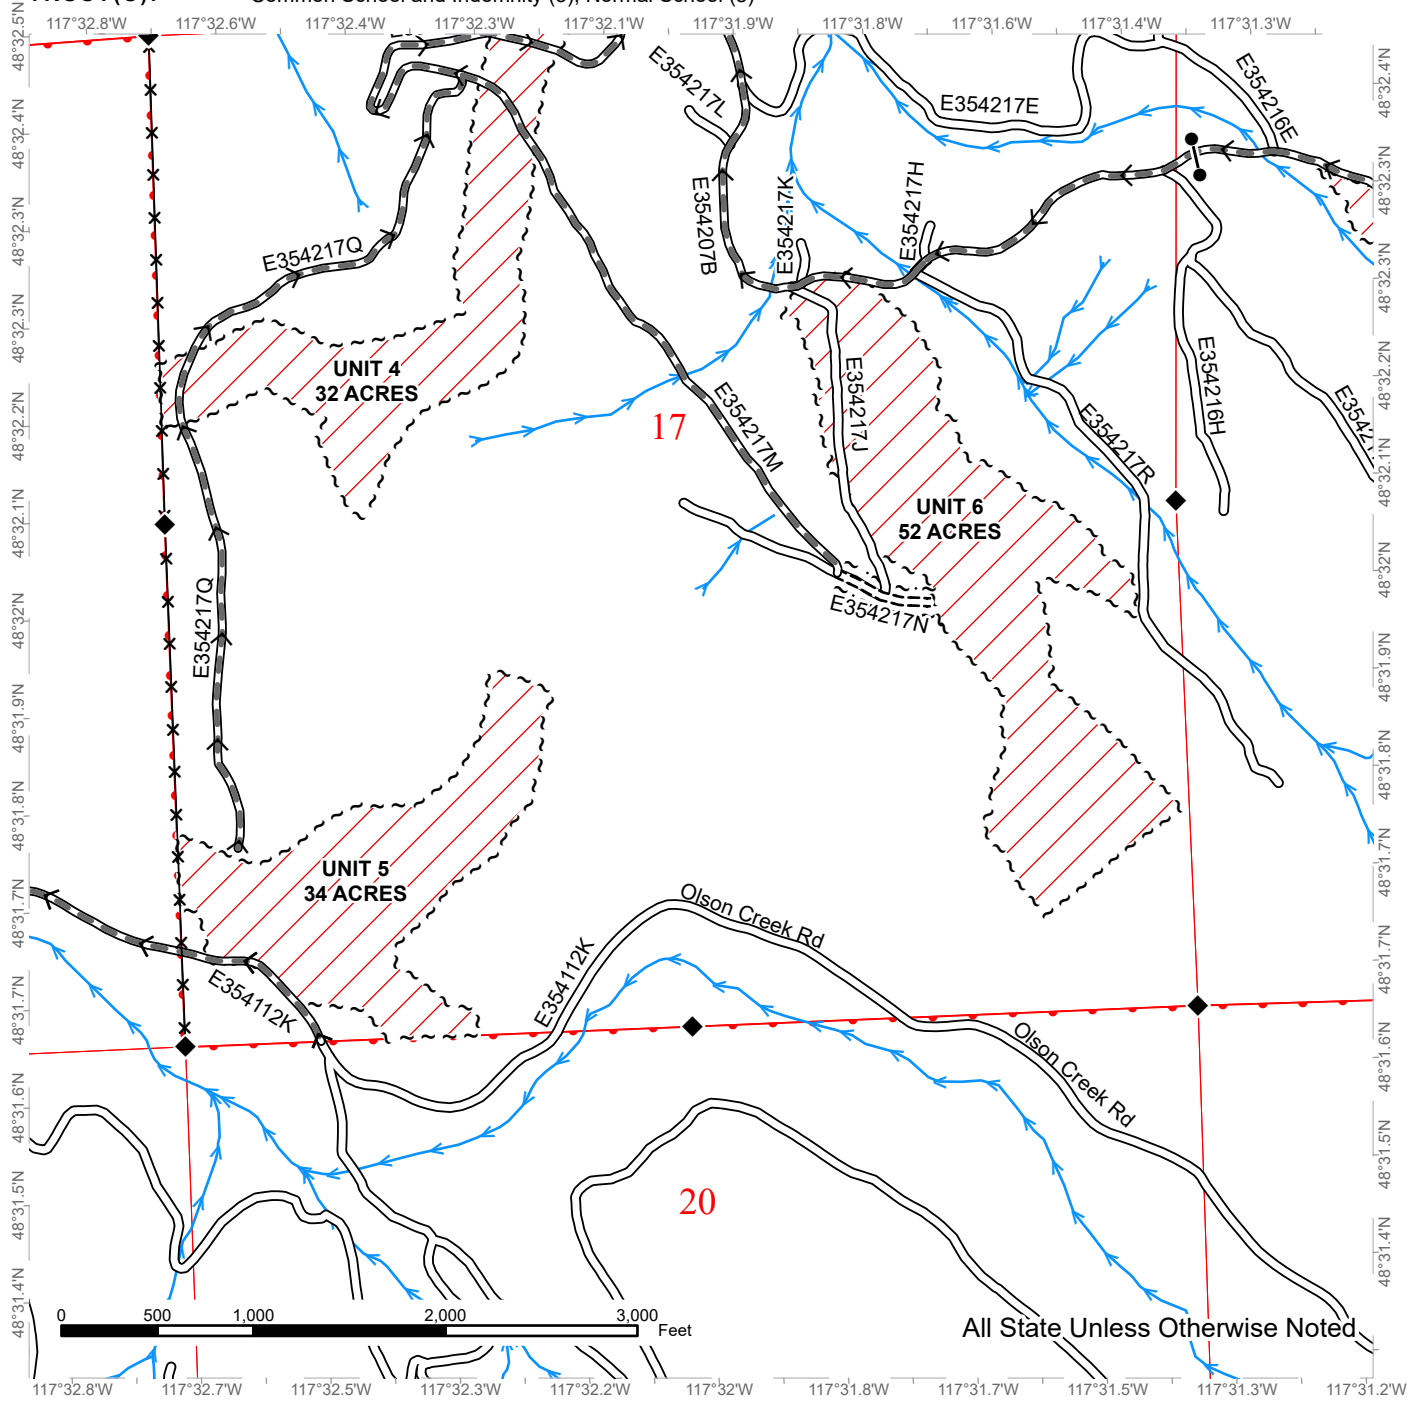 117°32.8'W 117°32.6'W 117°32.4'W 117°32.3'W 117°32.1'W 117°31.9'W 117°31.8'W 117°31.6'W 117°31.4'W 117°31.3'W
48°32.5'N
48°32.4'N
48°32.3'N
48°32.3'N
48°32.2'N
48°32.1'N
48°32'N
48°31.9'N
48°31.8'N
48°31.7'N
48°31.7'N
48°31.6'N
48°31.5'N
48°31.4'N
E354217L
E354217E
E354216E
E354207B
E354217K
E354217H
E354217Q
UNIT 4
32 ACRES
17
E354217M
E354217J
E354217R
E354216H
UNIT 6
52 ACRES
E354217N
E354217Q
UNIT 5
34 ACRES
Olson Creek Rd
E354112K
E354112K
Olson Creek Rd
20
0 500 1,000 2,000 3,000
Feet
All State Unless Otherwise Noted
48°32.4'N
48°32.3'N
48°32.3'N
48°32.2'N
48°32.1'N
48°32'N
48°31.9'N
48°31.8'N
48°31.7'N
48°31.7'N
48°31.6'N
48°31.5'N
48°31.4'N
117°32.8'W 117°32.7'W 117°32.5'W 117°32.3'W 117°32.2'W 117°32'W 117°31.8'W 117°31.7'W 117°31.5'W 117°31.3'W 117°31.2'W